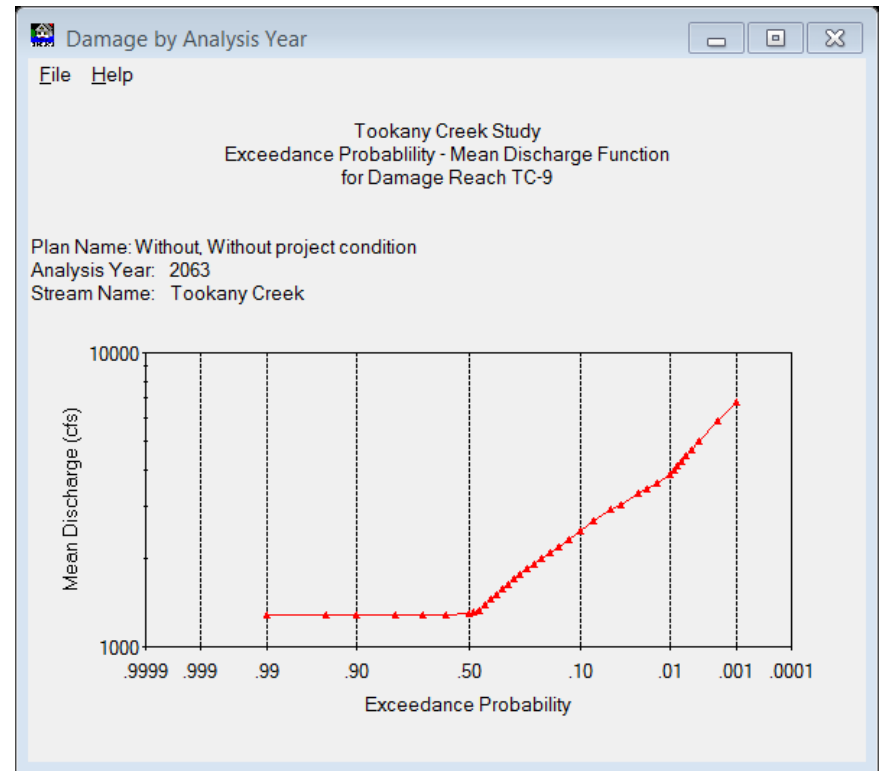 Damage by Analysis Year
File Help
Tookany Creek Study
Exceedance Probablility - Mean Discharge Function
for Damage Reach TC-9
Plan Name: Without, Without project condition
Analysis Year: 2063
Stream Name: Tookany Creek
10000
Mean Discharge (cfs)
1000
.9999 .999 .99 .90 .50 .10 .01 .001 .0001
Exceedance Probability